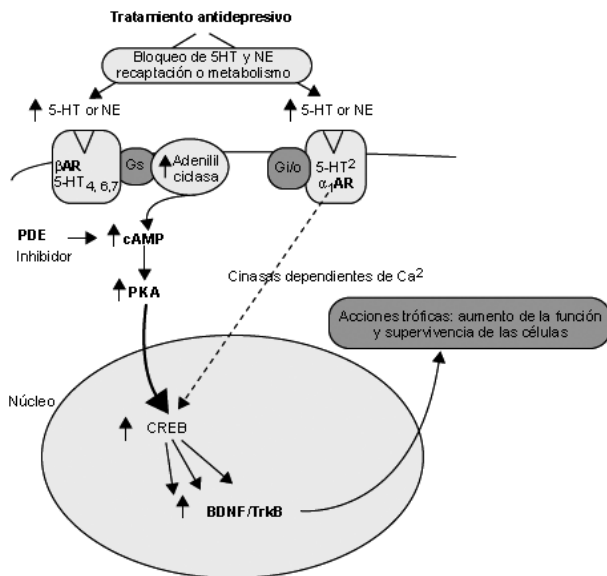 Tratamiento antidepresivo
Bloqueo de 5HT y NE
recaptación o metabolismo
5-HT or NE
5-HT or NE
βAR
5-HT4, 6,7
Gs
Adenilil
ciclasa
Gi/o
5-HT2
α1AR
PDE
Inhibidor
cAMP
PKA
Cinasas dependientes de Ca2
Acciones tróficas: aumento de la función
y supervivencia de las células
Núcleo
CREB
BDNF/TrkB